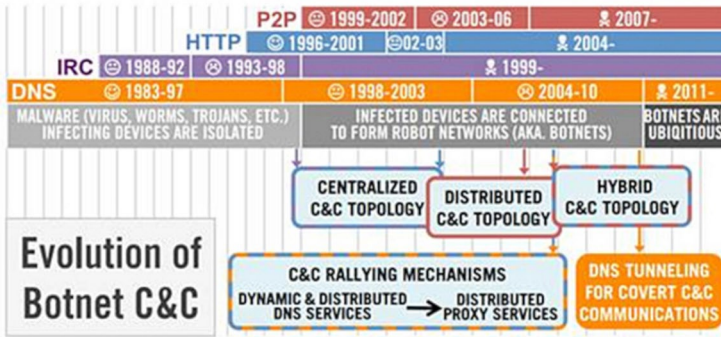 P2P 1999-2002 2003-06 2007-
HTTP 1996-2001 02-03 2004-
IRC 1988-92 1993-98 1999-
DNS 1983-97 1998-2003 2004-10 2011-
MALWARE (VIRUS, WORMS, TROJANS, ETC.)
INFECTING DEVICES ARE ISOLATED
INFECTED DEVICES ARE CONNECTED
TO FORM ROBOT NETWORKS (AKA. BOTNETS)
BOTNETS ARE
UBIQITIOUS
CENTRALIZED
C&C TOPOLOGY
DISTRIBUTED
C&C TOPOLOGY
HYBRID
C&C TOPOLOGY
Evolution of
Botnet C&C
C&C RALLYING MECHANISMS
DYNAMIC & DISTRIBUTED
DNS SERVICES
DISTRIBUTED
PROXY SERVICES
DNS TUNNELING
FOR COVERT C&C
COMMUNICATIONS